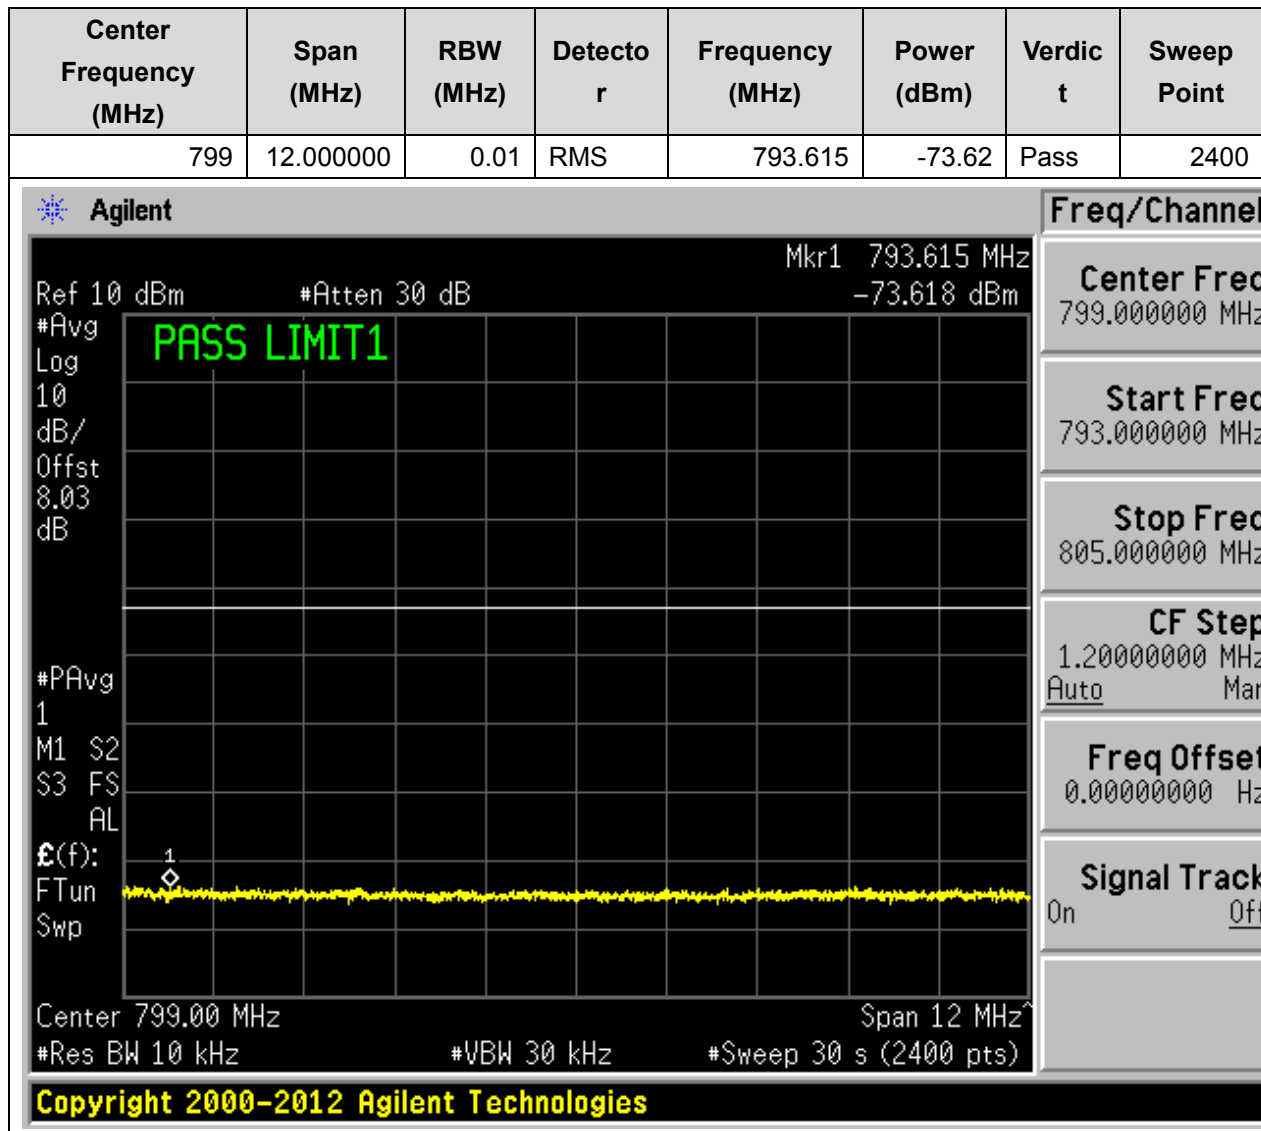 Center Frequency (MHz) Span (MHz) RBW (MHz) Detecto r Frequency (MHz) Power (dBm) Verdic t Sweep Point
799 12.000000 0.01 RMS 793.615 -73.62 Pass 2400
Agilent
Freq/Channel
Mkr1 793.615 MHz
Ref 10 dBm #Atten 30 dB -73.618 dBm
#Avg
Log
10
dB/
Offst
8.03
dB
PASS LIMIT1
#PAvg
1
M1 S2
S3 FS
AL
£(f):
FTun
Swp
1
Center 799.00 MHz Span 12 MHz^
#Res BW 10 kHz #VBW 30 kHz #Sweep 30 s (2400 pts)
Center Freq
799.000000 MHz
Start Freq
793.000000 MHz
Stop Freq
805.000000 MHz
CF Step
1.20000000 MHz
Auto Man
Freq Offset
0.00000000 Hz
Signal Track
On Off
Copyright 2000-2012 Agilent Technologies